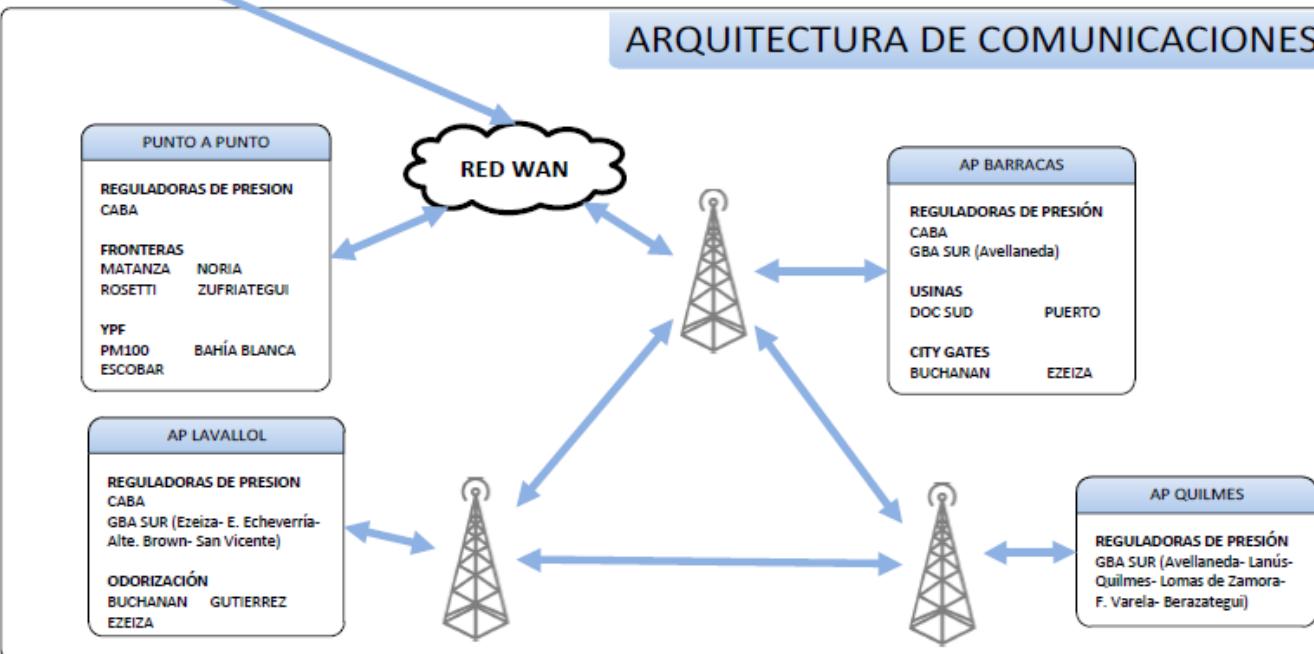 ARQUITECTURA DE COMUNICACIONES
PUNTO A PUNTO
REGULADORAS DE PRESION
CABA
FRONTERAS
MATANZA NORIA
ROSETTI ZUFRIATEGUI
YPF
PM100 BAHÍA BLANCA
ESCOBAR
RED WAN
AP BARRACAS
REGULADORAS DE PRESIÓN
CABA
GBA SUR (Avellaneda)
USINAS
DOC SUD PUERTO
CITY GATES
BUCHANAN EZEIZA
AP LAVALLOL
REGULADORAS DE PRESION
CABA
GBA SUR (Ezeiza- E. Echeverría-
Alte. Brown- San Vicente)
ODORIZACIÓN
BUCHANAN GUTIERREZ
EZEIZA
AP QUILMES
REGULADORAS DE PRESIÓN
GBA SUR (Avellaneda- Lanús-
Quilmes- Lomas de Zamora-
F. Varela- Berazategui)